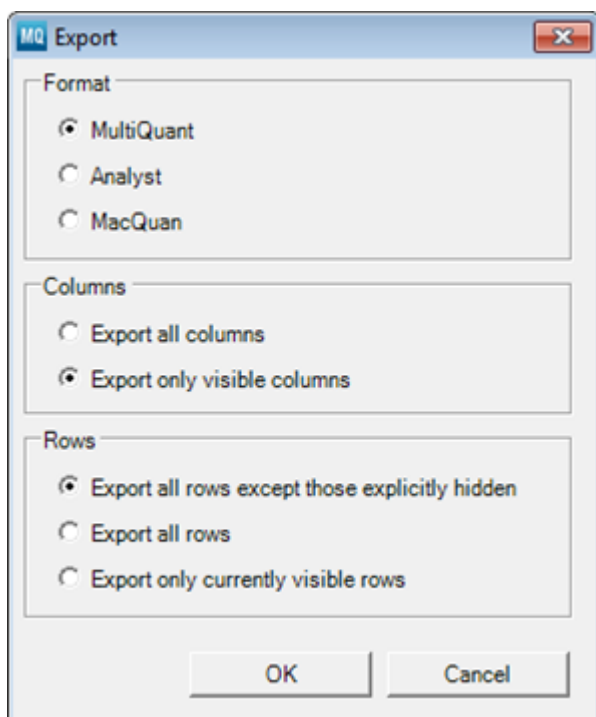 MQ Export
Format
MultiQuant
Analyst
MacQuan
Columns
Export all columns
Export only visible columns
Rows
Export all rows except those explicitly hidden
Export all rows
Export only currently visible rows
OK Cancel